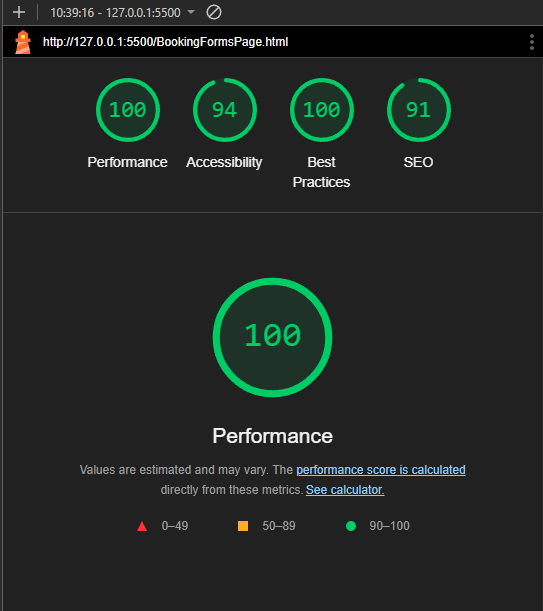 10:39:16 - 127.0.0.1:5500
http://127.0.0.1:5500/BookingFormsPage.html
100 94 100 91
Performance Accessibility Best Practices SEO
100
Performance
Values are estimated and may vary. The performance score is calculated
directly from these metrics. See calculator.
0–49 50–89 90–100